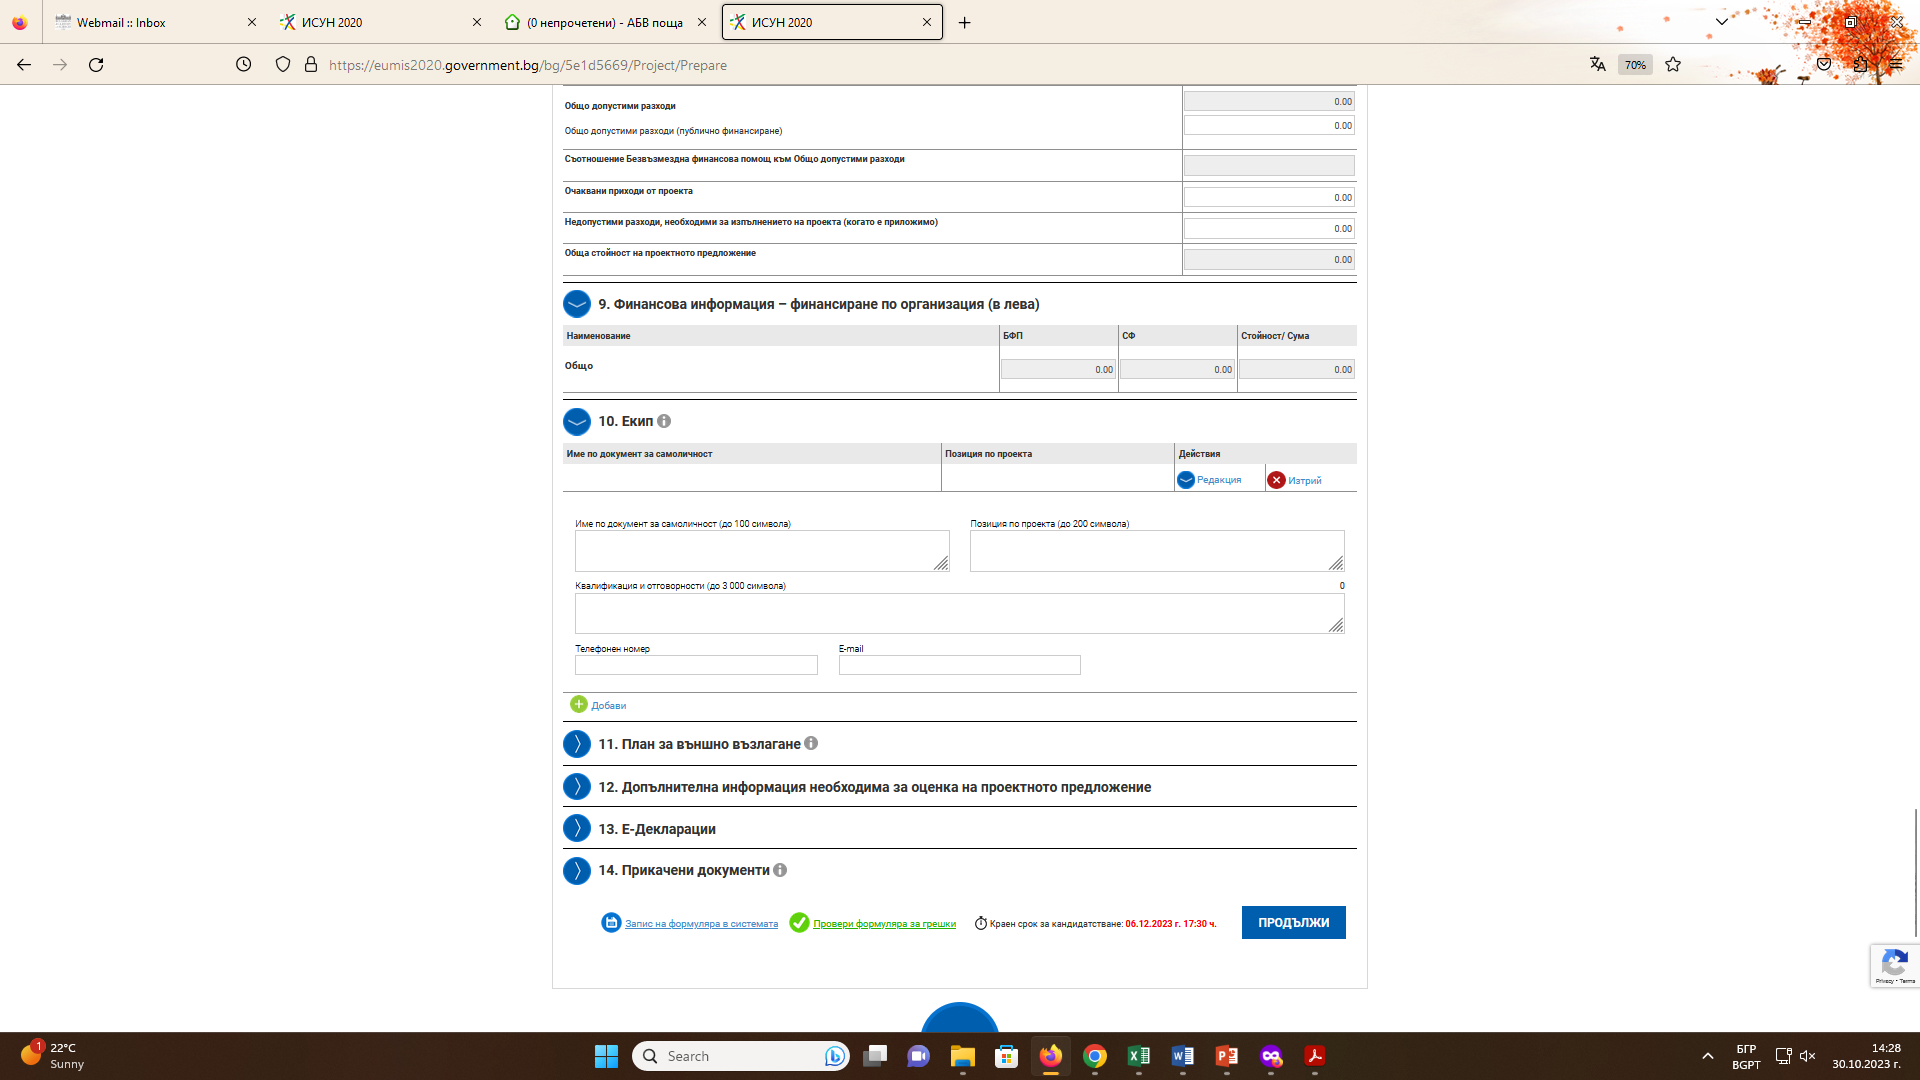 Webmail :: Inbox
ИСУН 2020
(0 непрочетени) - АБВ поща
ИСУН 2020
https://eumis2020.government.bg/bg/5e1d5669/Project/Prepare
70%
Общо допустими разходи
0.00
Общо допустими разходи (публично финансиране)
0.00
Съотношение Безвъзмездна финансова помощ към Общо допустими разходи
Очаквани приходи от проекта
0.00
Недопустими разходи, необходими за изпълнението на проекта (когато е приложимо)
0.00
Обща стойност на проектното предложение
0.00
9. Финансова информация – финансиране по организация (в лева)
Наименование БФП СФ Стойност/ Сума
Общо 0.00 0.00 0.00
10. Екип
Име по документ за самоличност Позиция по проекта Действия
Редакция Изтрий
Име по документ за самоличност (до 100 символа) Позиция по проекта (до 200 символа)
Квалификация и отговорности (до 3 000 символа) 0
Телефонен номер E-mail
Добави
11. План за външно възлагане
12. Допълнителна информация необходима за оценка на проектното предложение
13. Е-Декларации
14. Прикачени документи
Запис на формуляра в системата Провери формуляра за грешки Краен срок за кандидатстване: 06.12.2023 г. 17:30 ч. ПРОДЪЛЖИ
Privacy - Terms
1
22°C
Sunny
Search
БГР
BGPT
14:28
30.10.2023 г.